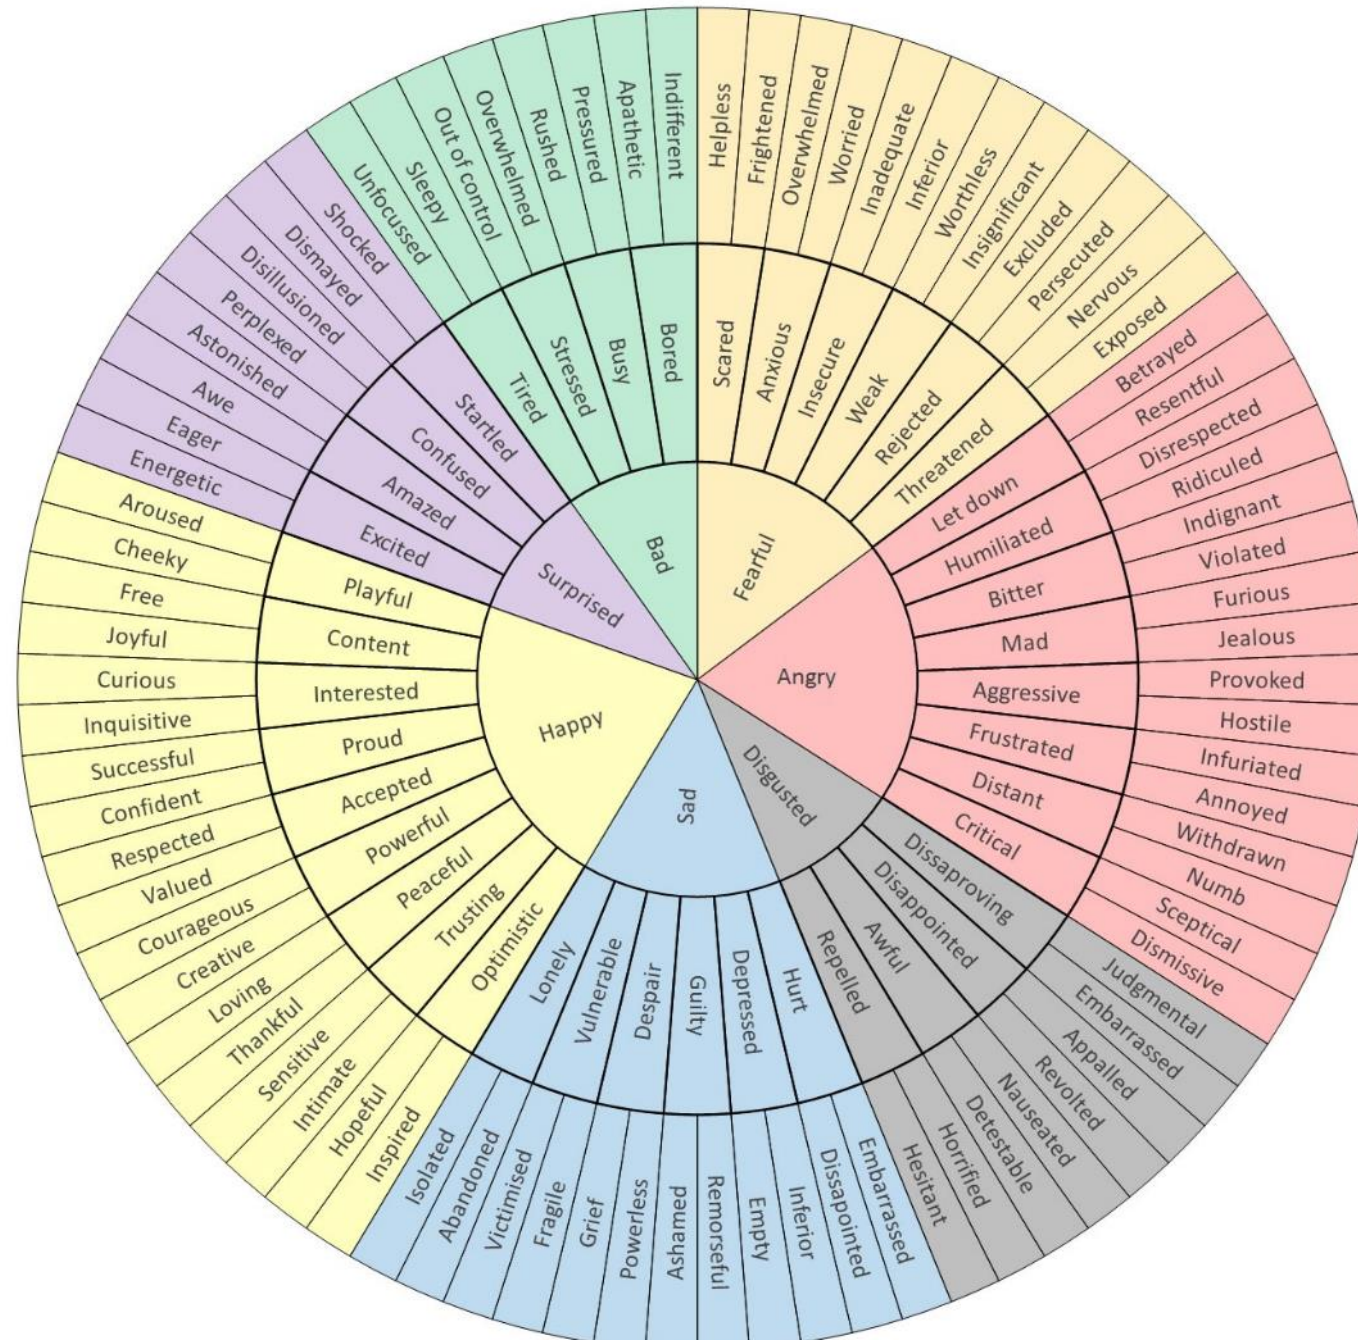 Fearful
Scared
Helpless
Frightened
Anxious
Overwhelmed
Worried
Insecure
Inadequate
Inferior
Weak
Worthless
Insignificant
Rejected
Excluded
Persecuted
Threatened
Nervous
Exposed
Angry
Let down
Betrayed
Resentful
Humiliated
Disrespected
Ridiculed
Bitter
Indignant
Violated
Mad
Furious
Jealous
Aggressive
Provoked
Hostile
Frustrated
Infuriated
Annoyed
Distant
Withdrawn
Numb
Critical
Sceptical
Dismissive
Disgusted
Dissaproving
Judgmental
Embarrassed
Disappointed
Appalled
Revolted
Awful
Nauseated
Detestable
Repelled
Horrified
Hesitant
Sad
Hurt
Embarrassed
Dissapointed
Depressed
Inferior
Empty
Guilty
Remorseful
Ashamed
Despair
Powerless
Grief
Vulnerable
Fragile
Victimised
Lonely
Abandoned
Isolated
Happy
Optimistic
Inspired
Hopeful
Trusting
Intimate
Sensitive
Peaceful
Thankful
Loving
Powerful
Creative
Courageous
Accepted
Valued
Respected
Proud
Confident
Successful
Interested
Inquisitive
Curious
Content
Joyful
Free
Playful
Cheeky
Aroused
Surprised
Excited
Energetic
Eager
Amazed
Awe
Astonished
Confused
Perplexed
Disillusioned
Startled
Dismayed
Shocked
Bad
Tired
Unfocussed
Sleepy
Stressed
Out of control
Overwhelmed
Busy
Rushed
Pressured
Bored
Apathetic
Indifferent